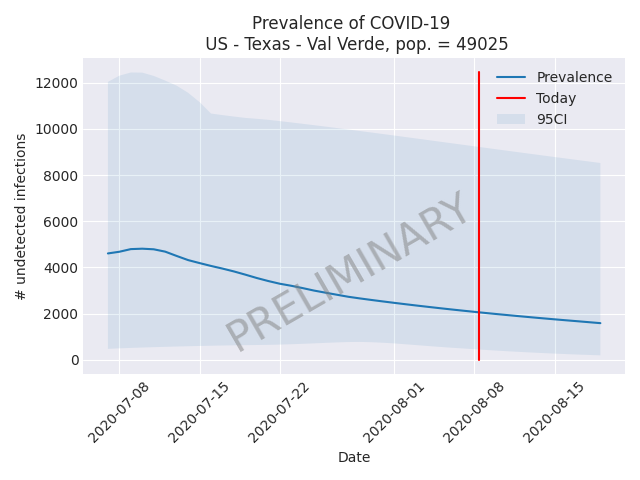 Prevalence of COVID-19
US - Texas - Val Verde, pop. = 49025
Prevalence
Today
95CI
12000
10000
8000
6000
4000
2000
0
# undetected infections
PRELIMINARY
2020-07-08
2020-07-15
2020-07-22
2020-08-01
2020-08-08
2020-08-15
Date